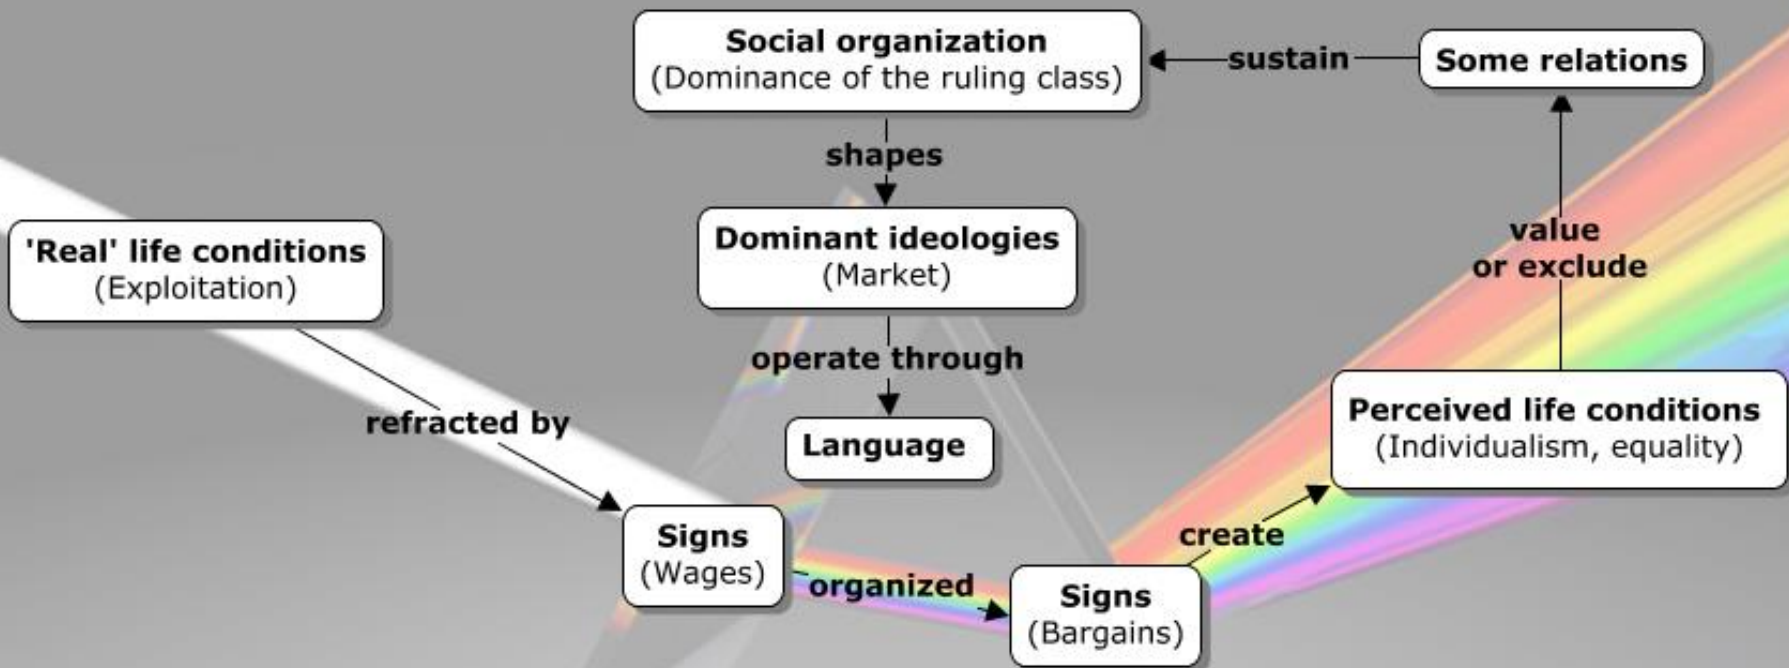 Social organization
(Dominance of the ruling class)
sustain
Some relations
shapes
'Real' life conditions
(Exploitation)
Dominant ideologies
(Market)
value
or exclude
operate through
refracted by
Language
Perceived life conditions
(Individualism, equality)
Signs
(Wages)
organized
create
Signs
(Bargains)